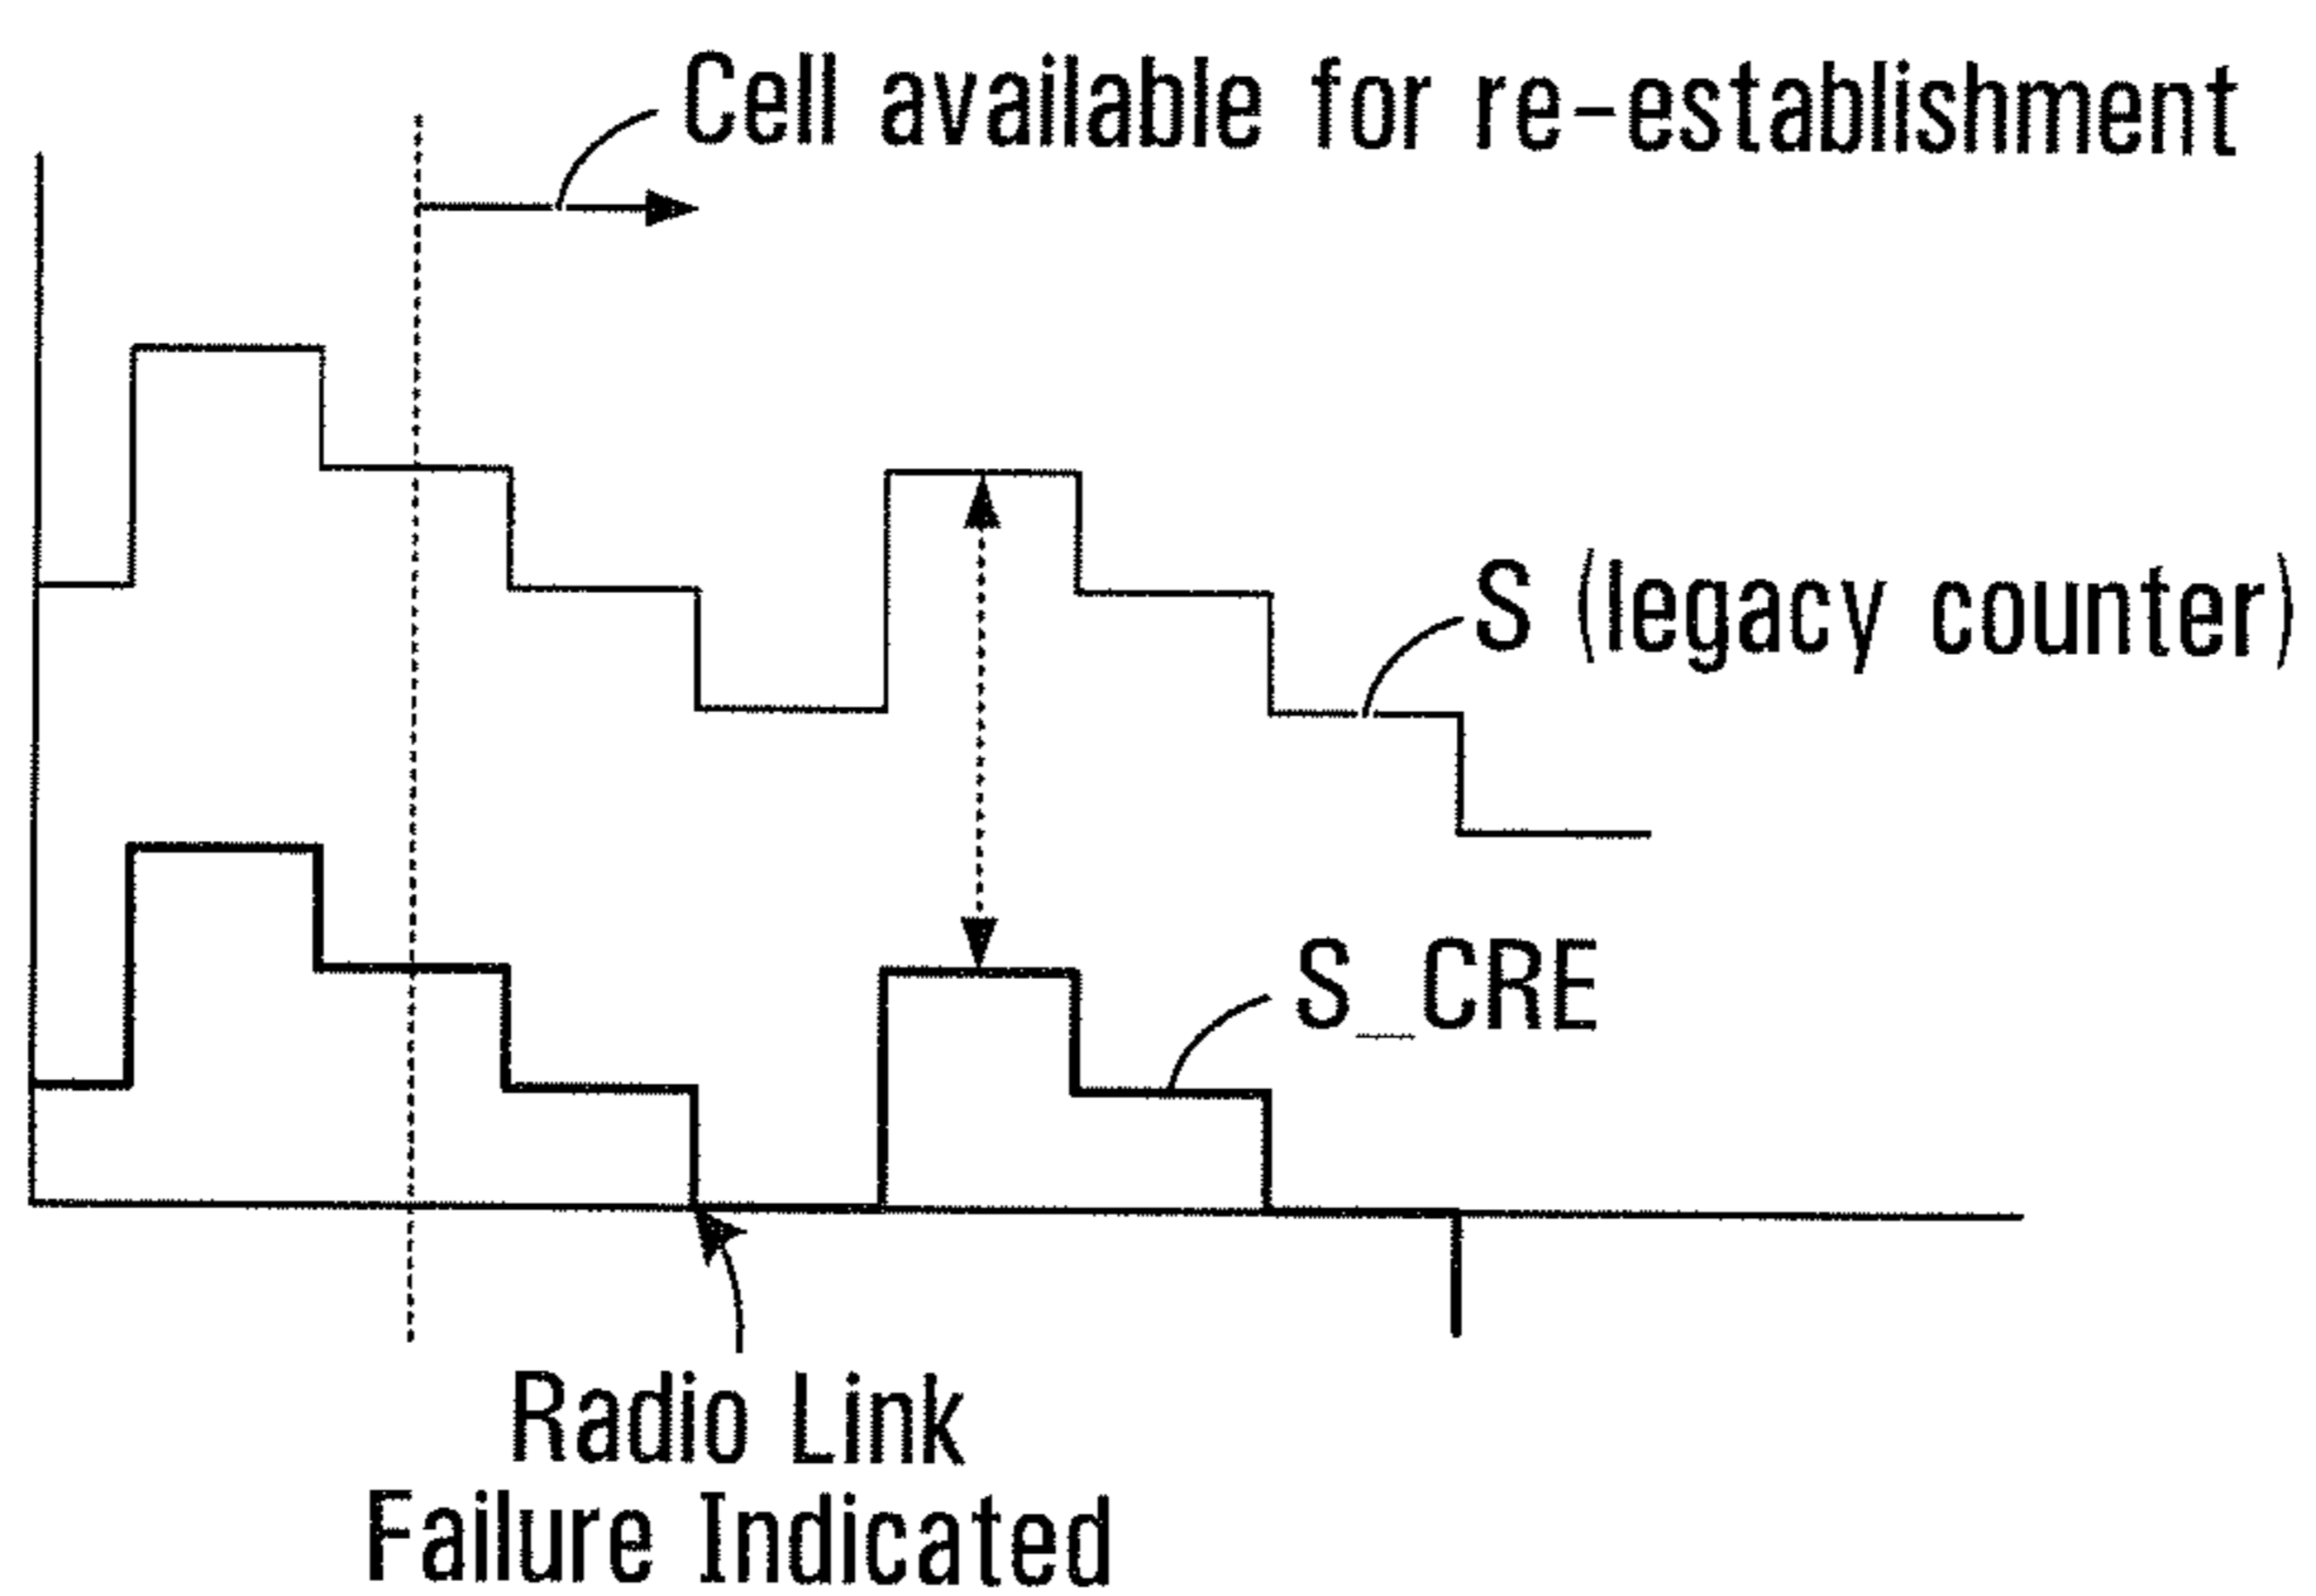 Cell available for re-establishment
S (legacy counter)
S_CRE
Radio Link
Failure Indicated